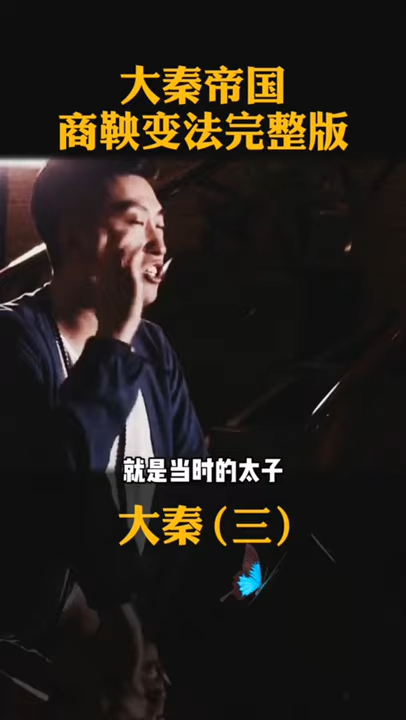 大秦帝国
商鞅变法完整版
就是当时的太子
大秦(三)